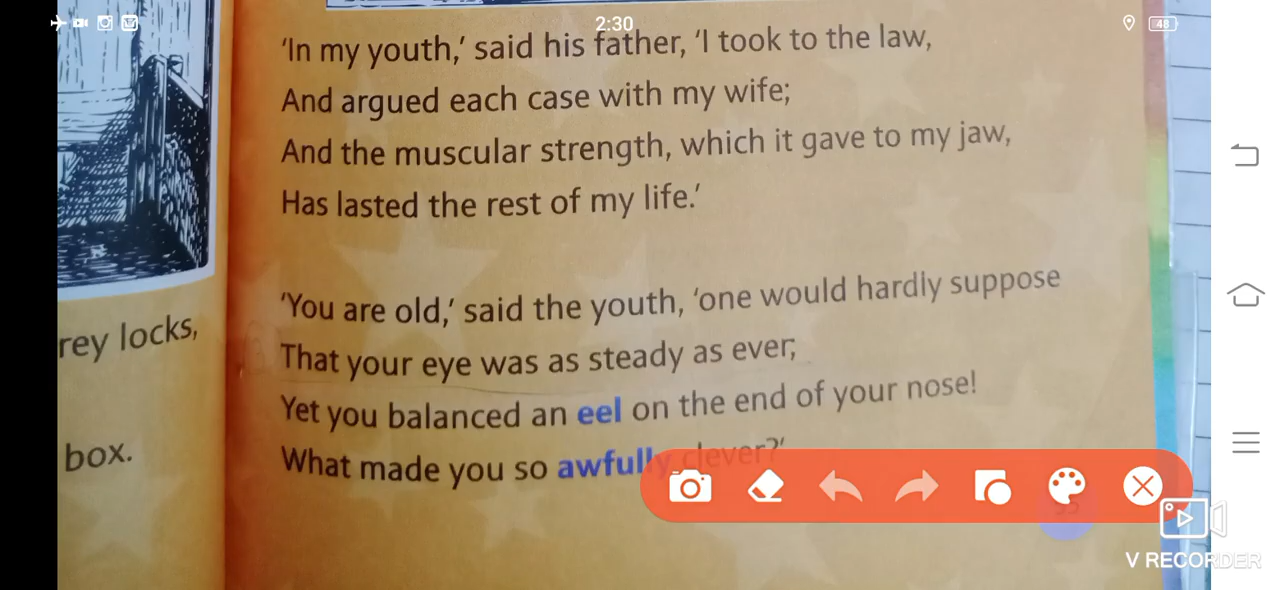 2:30
48
'In my youth,' said his father, 'I took to the law,
And argued each case with my wife;
And the muscular strength, which it gave to my jaw,
Has lasted the rest of my life.'
'You are old,' said the youth, 'one would hardly suppose
That your eye was as steady as ever;
Yet you balanced an eel on the end of your nose!
What made you so awfully clever?'
rey locks,
box.
V RECORDER